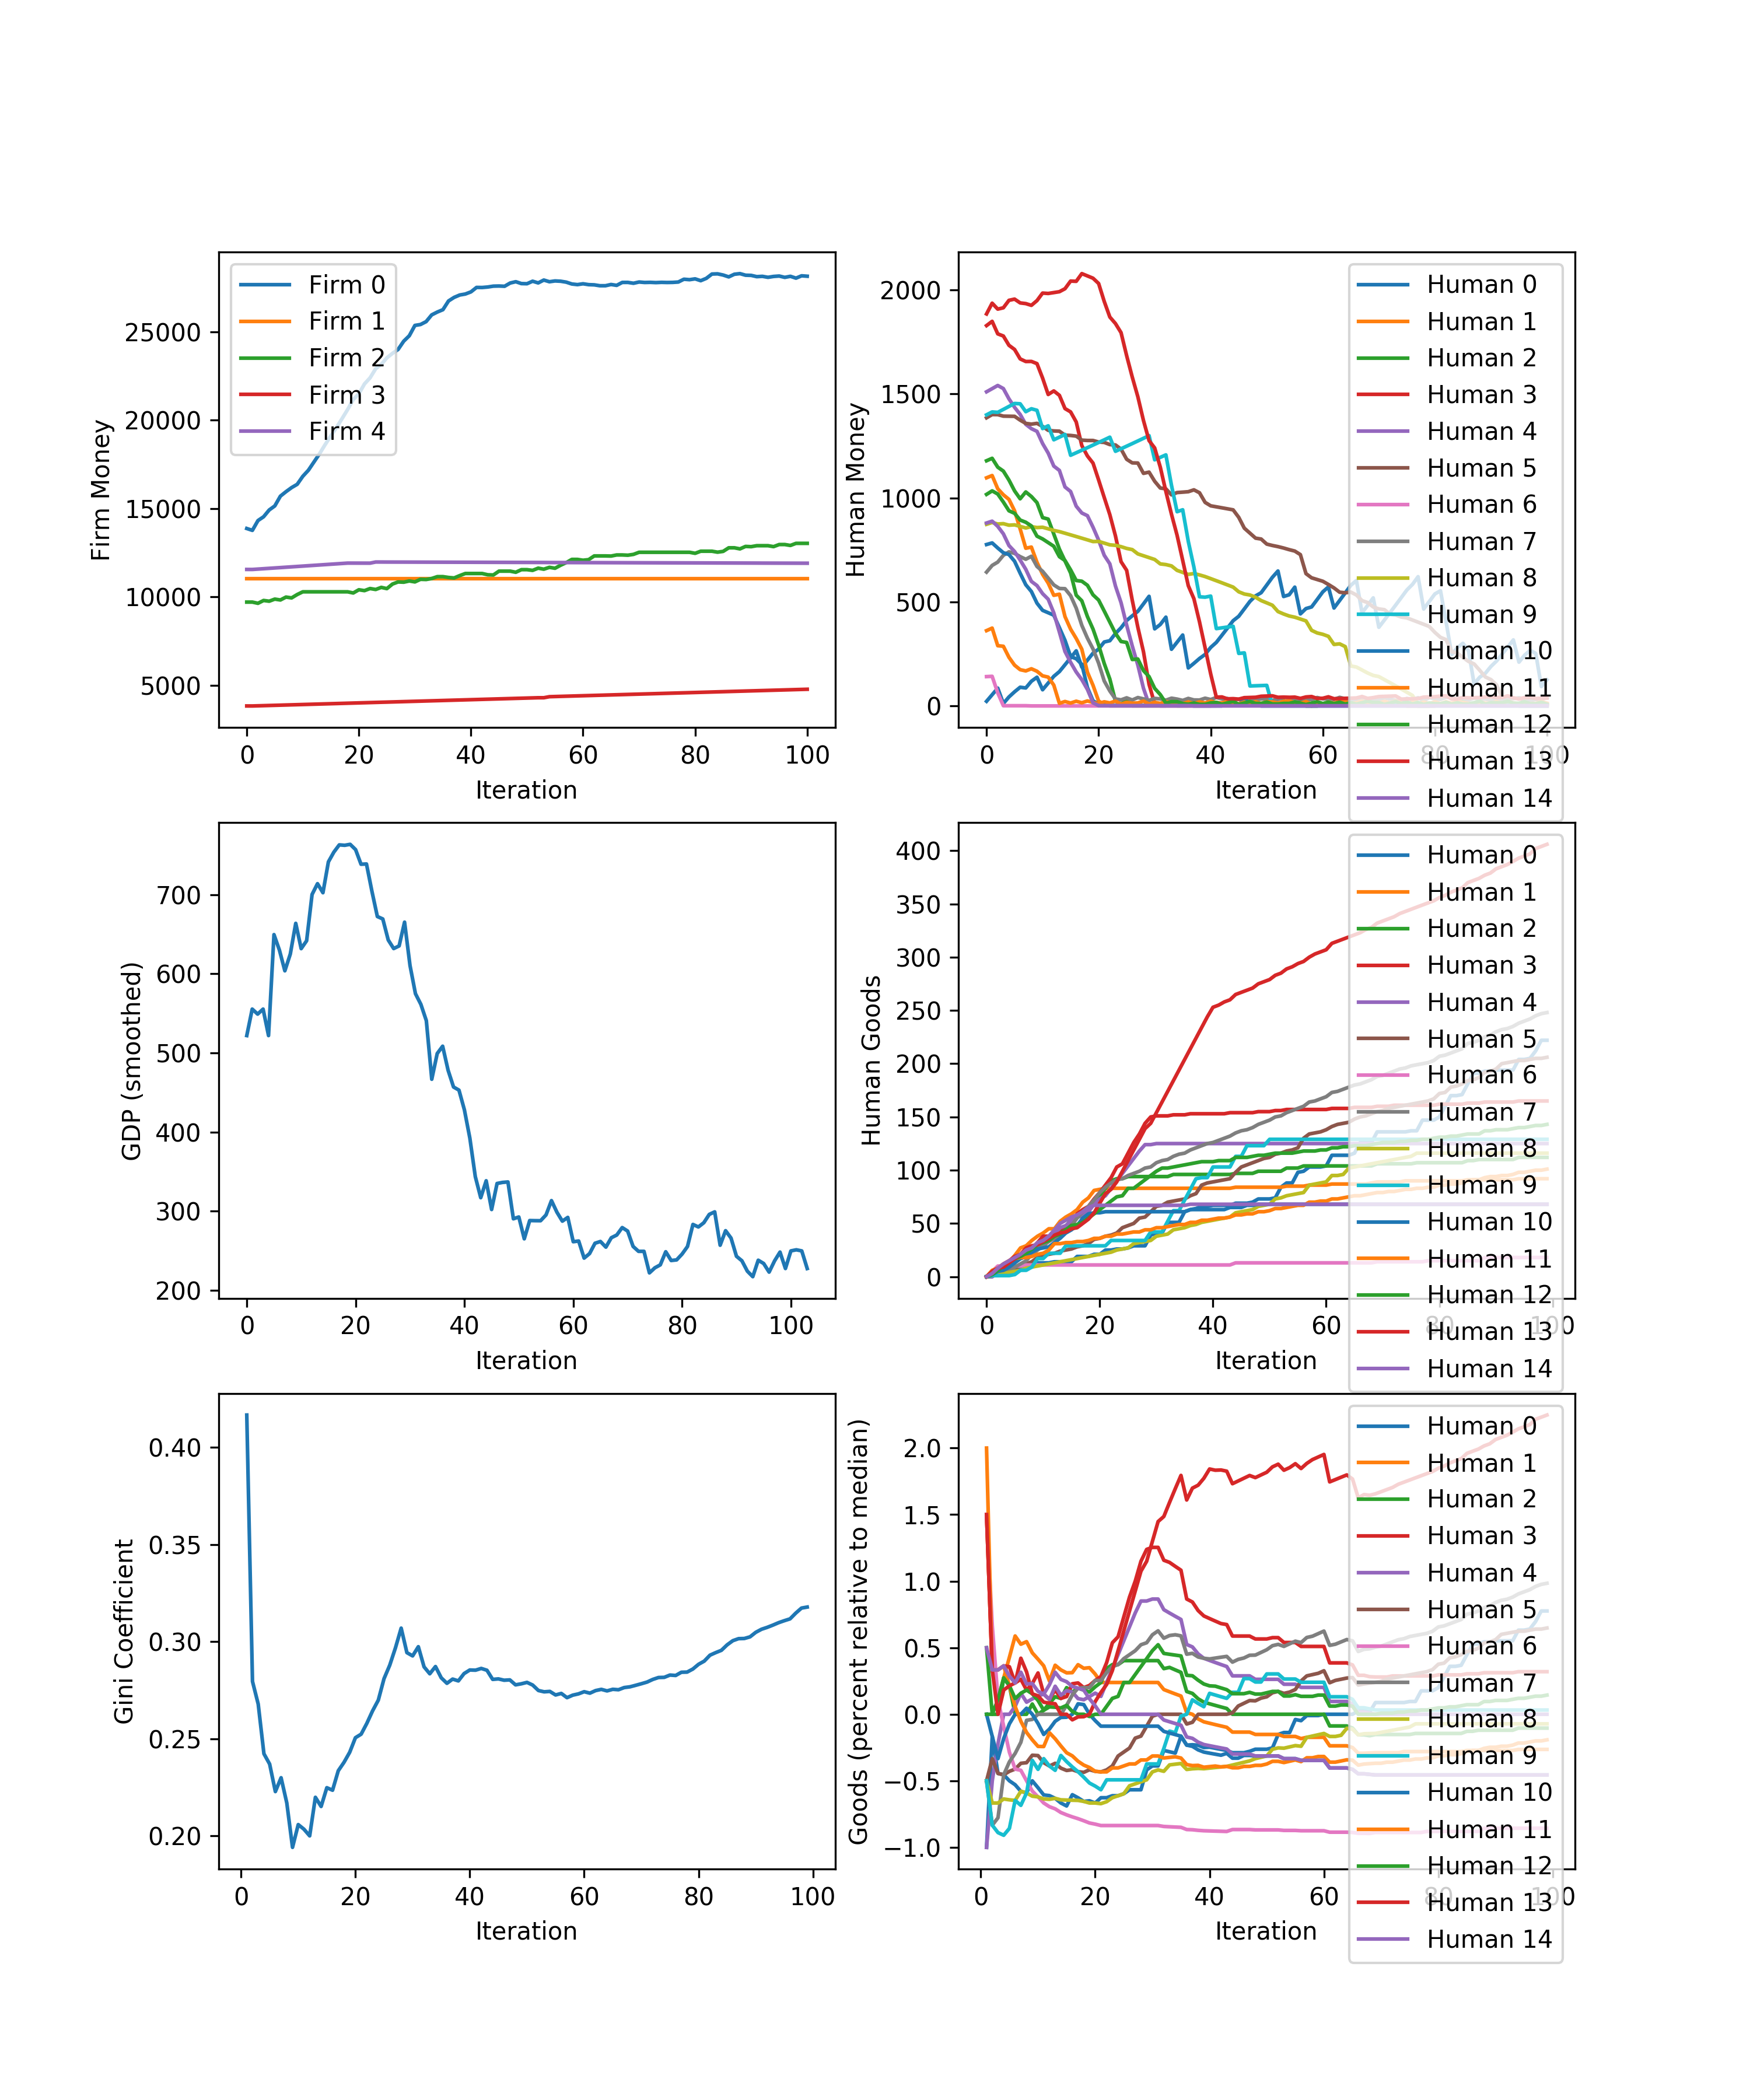 Firm Money
25000
20000
15000
10000
5000
Firm 0
Firm 1
Firm 2
Firm 3
Firm 4
0 20 40 60 80 100
Iteration
Human Money
2000
1500
1000
500
0
Human 0
Human 1
Human 2
Human 3
Human 4
Human 5
Human 6
Human 7
Human 8
Human 9
Human 10
Human 11
Human 12
Human 13
Human 14
0 20 40 60 80 100
Iteration
GDP (smoothed)
700
600
500
400
300
200
0 20 40 60 80 100
Iteration
Human Goods
400
350
300
250
200
150
100
50
0
Human 0
Human 1
Human 2
Human 3
Human 4
Human 5
Human 6
Human 7
Human 8
Human 9
Human 10
Human 11
Human 12
Human 13
Human 14
0 20 40 60 80 100
Iteration
Gini Coefficient
0.40
0.35
0.30
0.25
0.20
0 20 40 60 80 100
Iteration
Goods (percent relative to median)
2.0
1.5
1.0
0.5
0.0
−0.5
−1.0
Human 0
Human 1
Human 2
Human 3
Human 4
Human 5
Human 6
Human 7
Human 8
Human 9
Human 10
Human 11
Human 12
Human 13
Human 14
0 20 40 60 80 100
Iteration